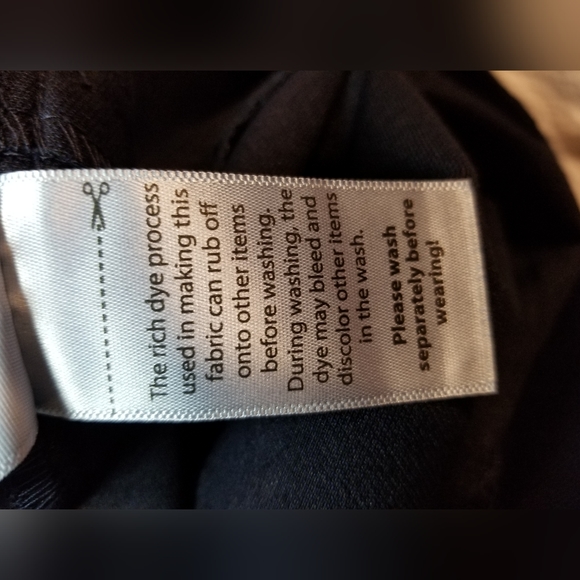 The rich dye process
used in making this
fabric can rub off
onto other items
before washing.
During washing, the
dye may bleed and
discolor other items
in the wash.
Please wash
separately before
wearing!